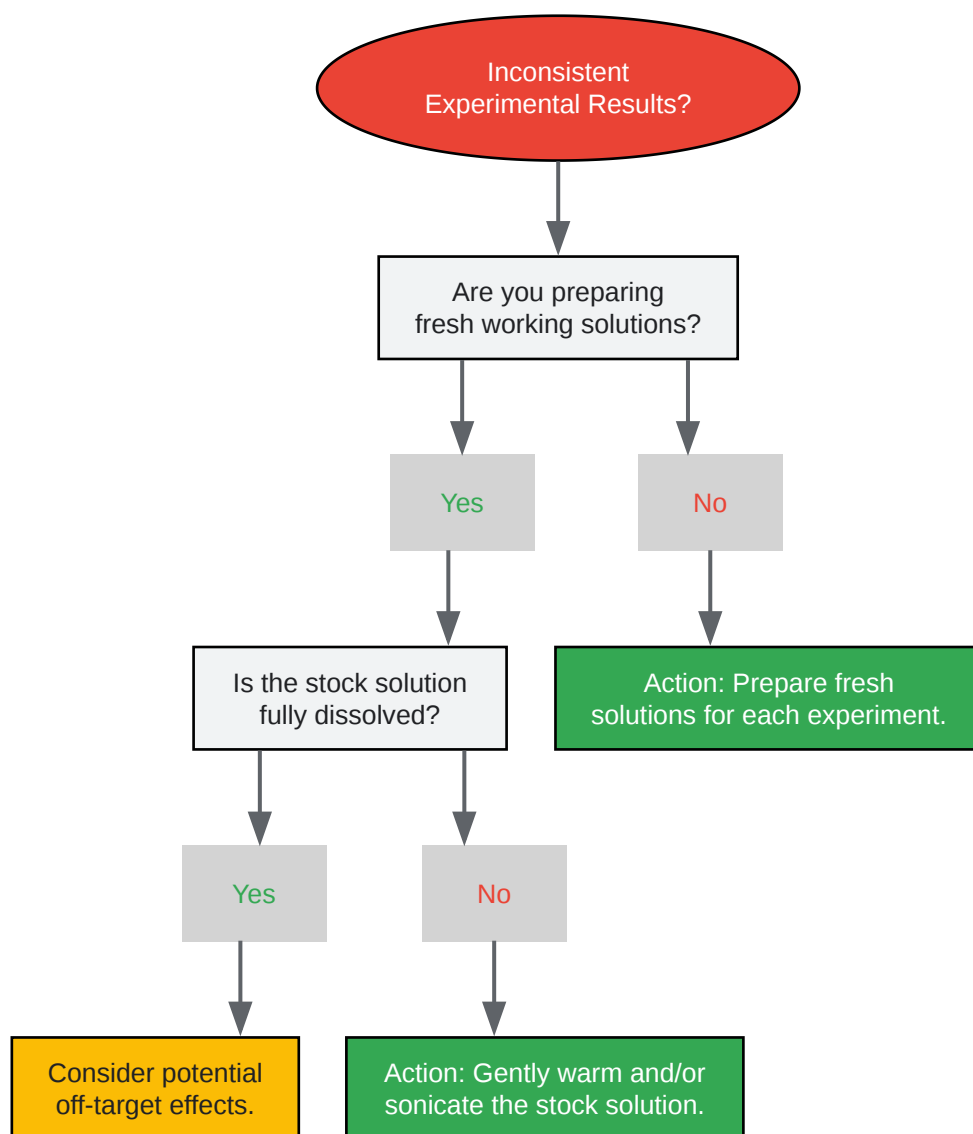 Inconsistent
Experimental Results?
Are you preparing
fresh working solutions?
Yes
No
Is the stock solution
fully dissolved?
Action: Prepare fresh
solutions for each experiment.
Yes
No
Consider potential
off-target effects.
Action: Gently warm and/or
sonicate the stock solution.